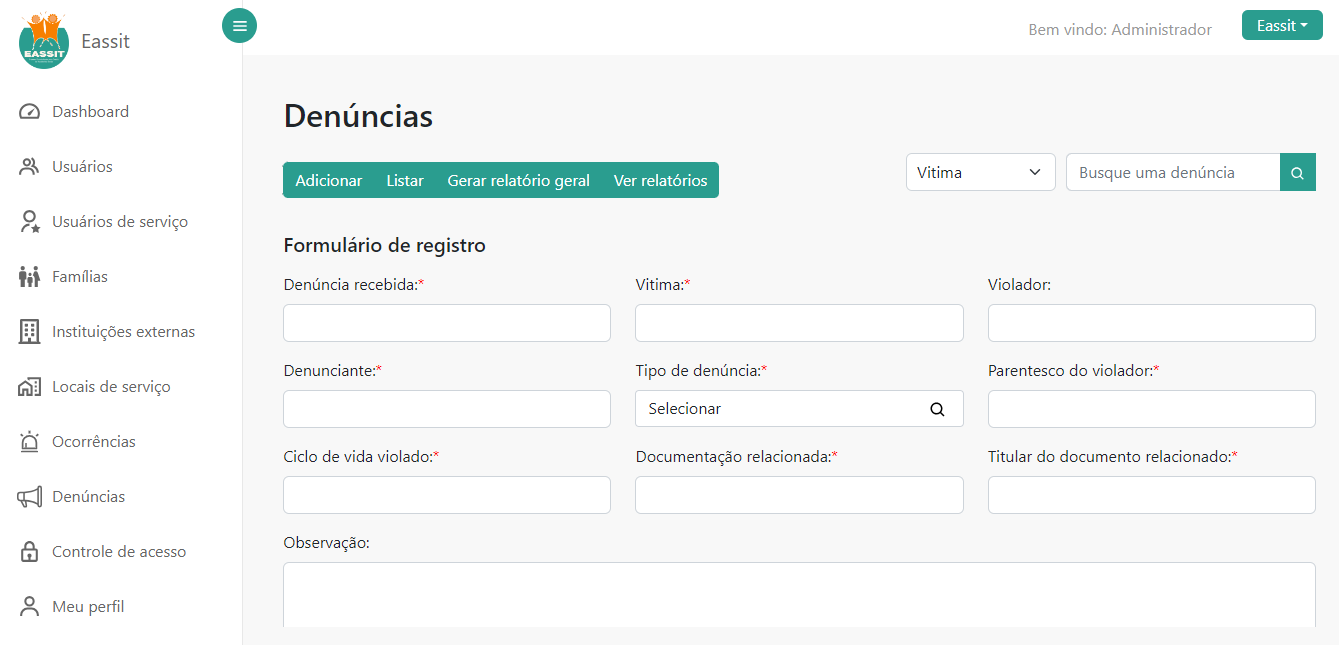 EASSIT
Eassit
Bem vindo: Administrador
Eassit
Dashboard
Usuários
Usuários de serviço
Famílias
Instituições externas
Locais de serviço
Ocorrências
Denúncias
Controle de acesso
Meu perfil
Denúncias
Adicionar Listar Gerar relatório geral Ver relatórios
Vitima Busque uma denúncia
Formulário de registro
Denúncia recebida:* Vitima:* Violador:
Denunciante:* Tipo de denúncia:* Parentesco do violador:*
Selecionar
Ciclo de vida violado:* Documentação relacionada:* Titular do documento relacionado:*
Observação: